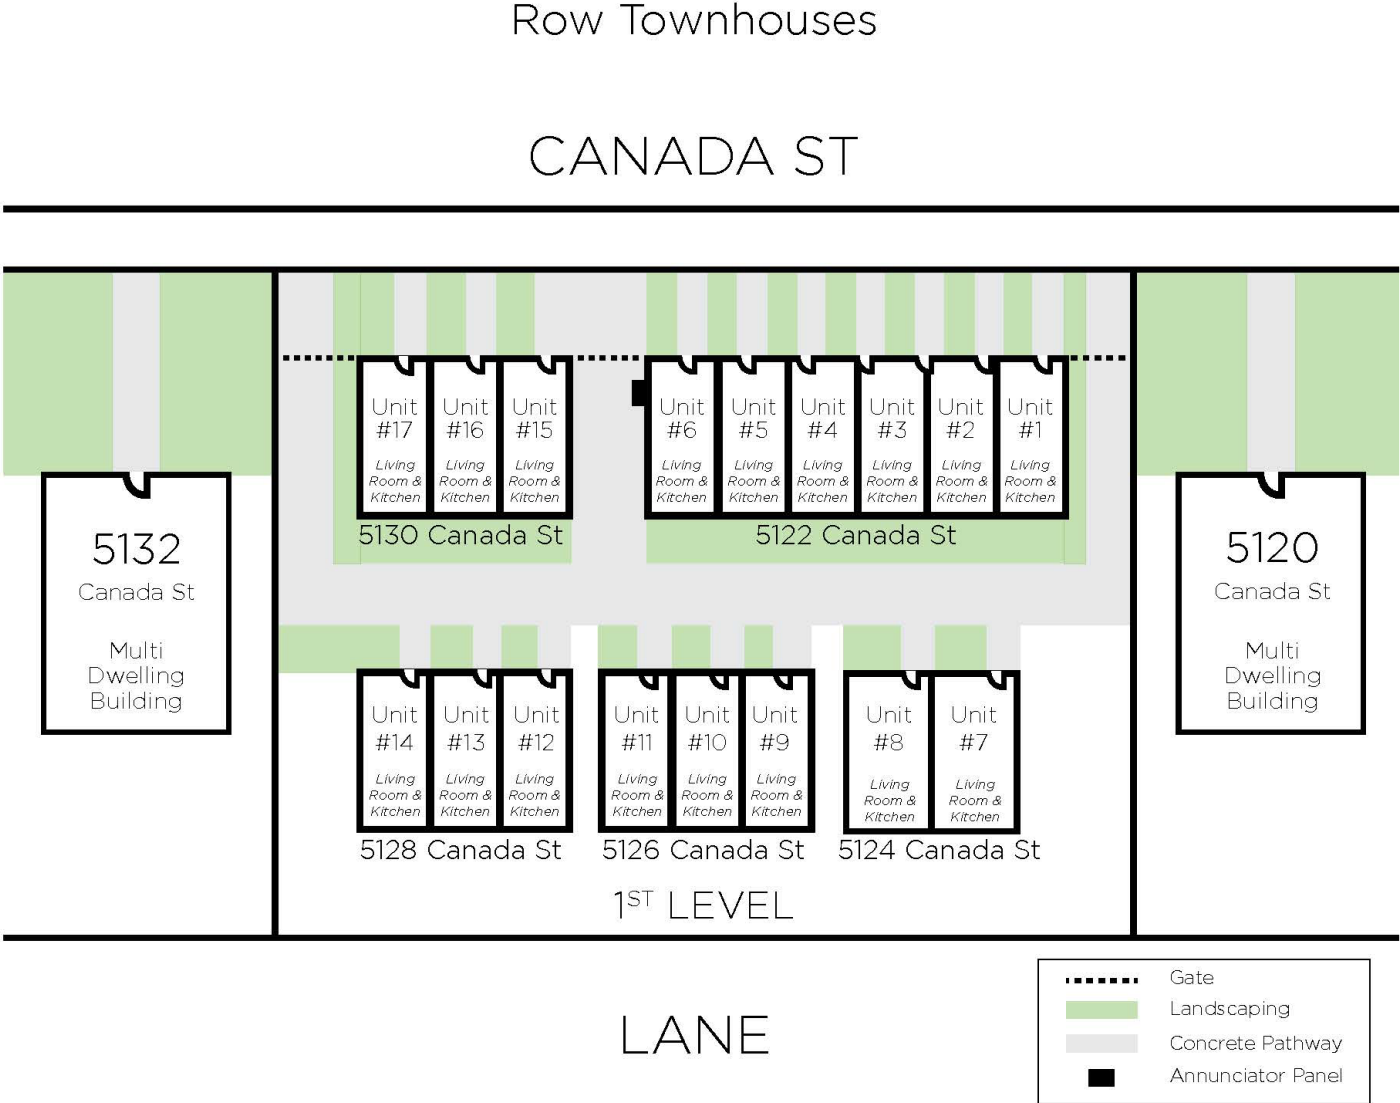 Row Townhouses
CANADA ST
Unit
#17
Living
Room &
Kitchen
Unit
#16
Living
Room &
Kitchen
Unit
#15
Living
Room &
Kitchen
5130 Canada St
Unit
#6
Living
Room &
Kitchen
Unit
#5
Living
Room &
Kitchen
Unit
#4
Living
Room &
Kitchen
Unit
#3
Living
Room &
Kitchen
Unit
#2
Living
Room &
Kitchen
Unit
#1
Living
Room &
Kitchen
5122 Canada St
5132
Canada St
Multi
Dwelling
Building
5120
Canada St
Multi
Dwelling
Building
Unit
#14
Living
Room &
Kitchen
Unit
#13
Living
Room &
Kitchen
Unit
#12
Living
Room &
Kitchen
5128 Canada St
Unit
#11
Living
Room &
Kitchen
Unit
#10
Living
Room &
Kitchen
Unit
#9
Living
Room &
Kitchen
5126 Canada St
Unit
#8
Living
Room &
Kitchen
Unit
#7
Living
Room &
Kitchen
5124 Canada St
1ST LEVEL
LANE
Gate
Landscaping
Concrete Pathway
Annunciator Panel